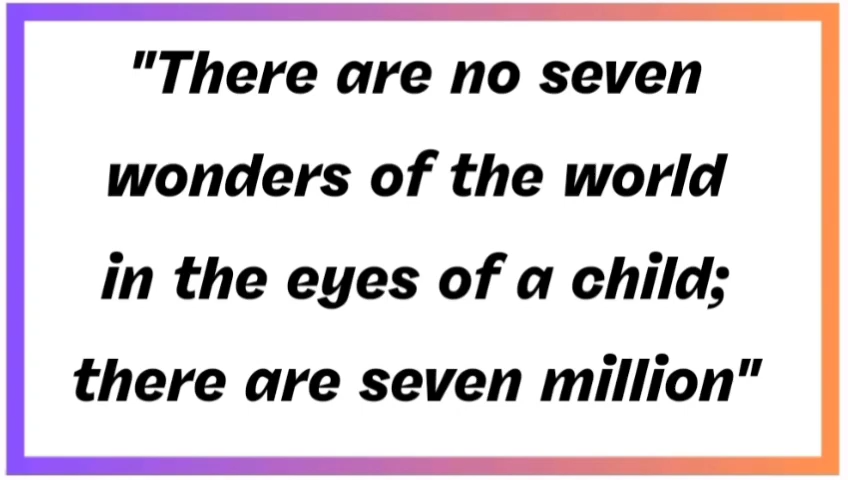 "There are no seven
wonders of the world
in the eyes of a child;
there are seven million"